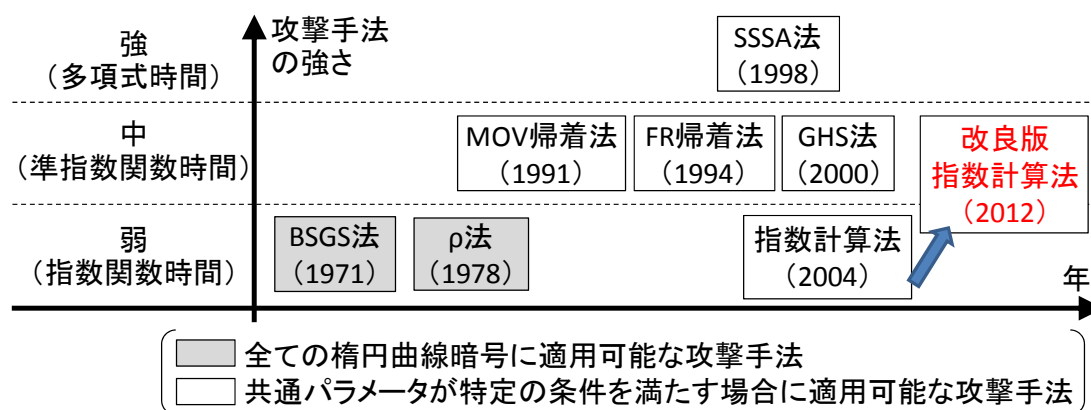 攻撃手法
の強さ
強
（多項式時間）
SSSA法
（1998）
中
（準指数関数時間）
MOV帰着法
（1991）
FR帰着法
（1994）
GHS法
（2000）
改良版
指数計算法
（2012）
弱
（指数関数時間）
BSGS法
（1971）
ρ法
（1978）
指数計算法
（2004）
年
全ての楕円曲線暗号に適用可能な攻撃手法
共通パラメータが特定の条件を満たす場合に適用可能な攻撃手法